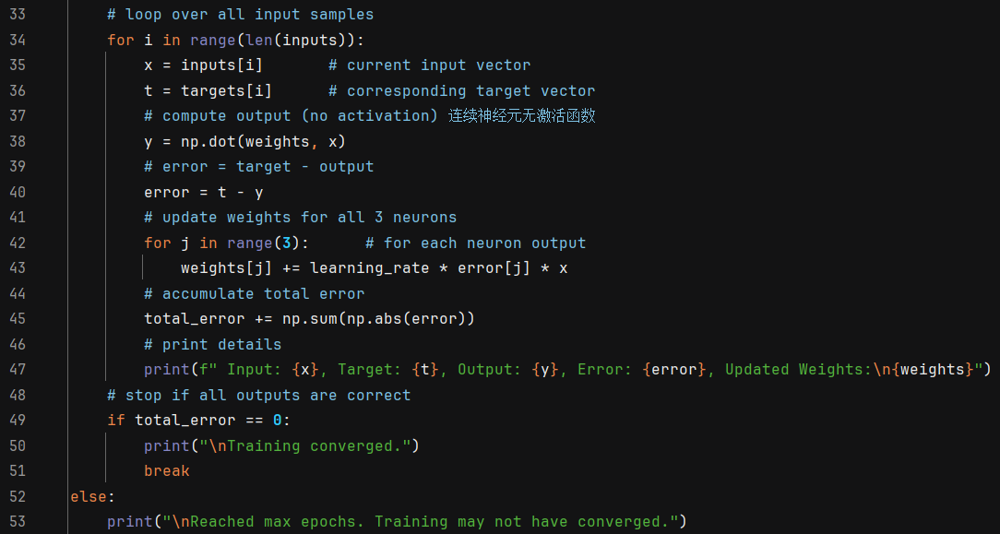 33 # loop over all input samples
34 for i in range(len(inputs)):
35 x = inputs[i] # current input vector
36 t = targets[i] # corresponding target vector
37 # compute output (no activation) 连续神经元无激活函数
38 y = np.dot(weights, x)
39 # error = target - output
40 error = t - y
41 # update weights for all 3 neurons
42 for j in range(3): # for each neuron output
43 weights[j] += learning_rate * error[j] * x
44 # accumulate total error
45 total_error += np.sum(np.abs(error))
46 # print details
47 print(f" Input: {x}, Target: {t}, Output: {y}, Error: {error}, Updated Weights:\n{weights}")
48 # stop if all outputs are correct
49 if total_error == 0:
50 print("\nTraining converged.")
51 break
52 else:
53 print("\nReached max epochs. Training may not have converged.")